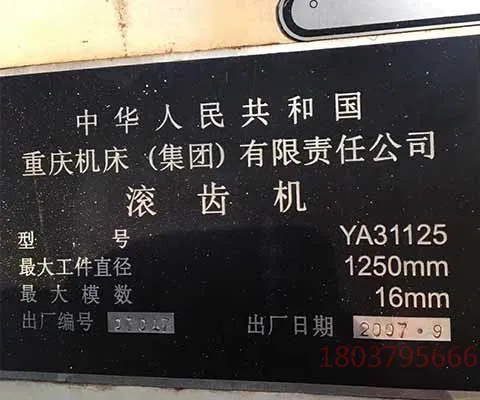 中华人民共和国
重庆机床(集团)有限责任公司
滚齿机
型号 YA31125
最大工件直径 1250mm
最大模数 16mm
出厂编号 出厂日期 2007·9
1803795666